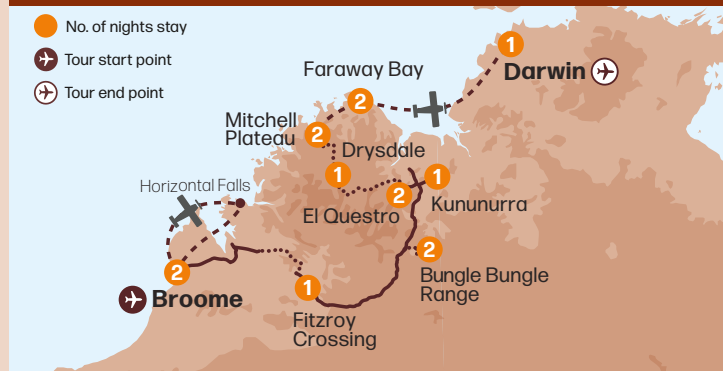 No. of nights stay
Tour start point
Tour end point
1
Darwin
Faraway Bay
2
Mitchell
Plateau
2
Drysdale
1
Horizontal Falls
El Questro
2
1
Kununurra
2
Bungle Bungle
Range
2
Broome
1
Fitzroy
Crossing